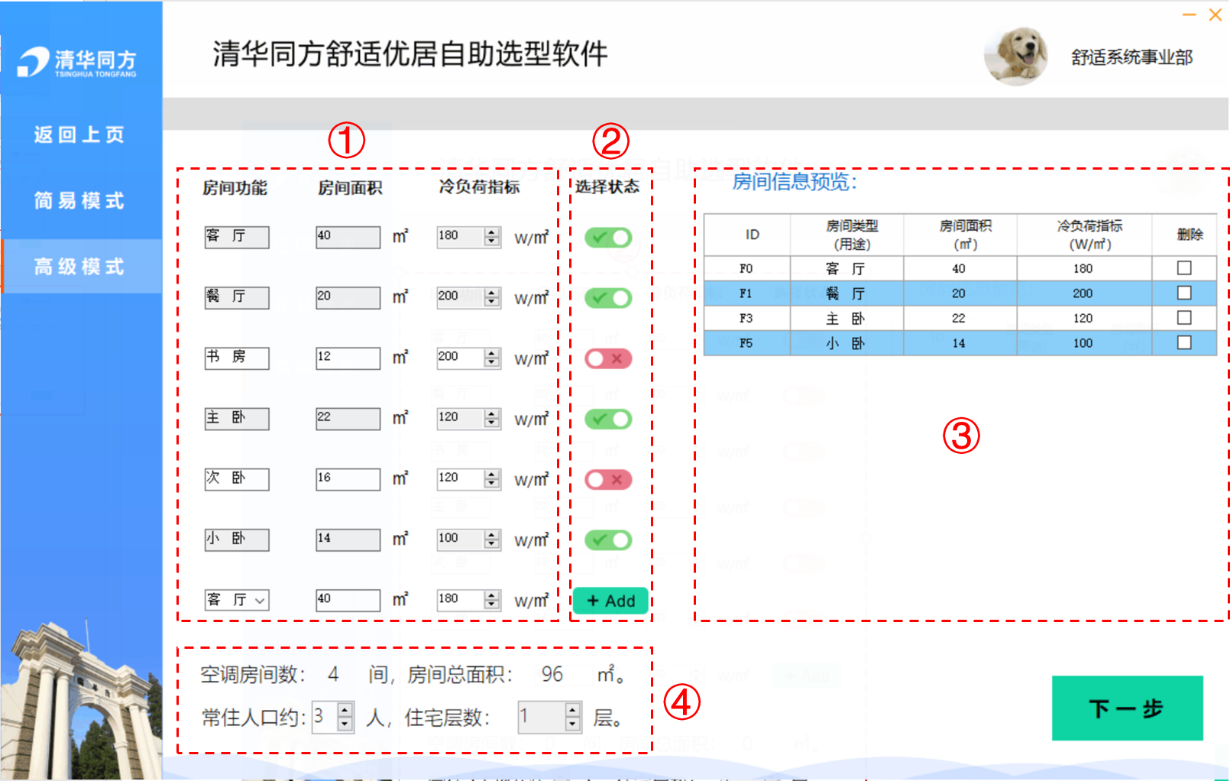 清华同方舒适优居自助选型软件
舒适系统事业部
清华同方
TSINGHUA TONGFANG
返回上页
简易模式
高级模式
① ② ③ ④
房间功能 房间面积 冷负荷指标 选择状态
客 厅 40 ㎡ 180 W/㎡
餐 厅 20 ㎡ 200 W/㎡
书 房 12 ㎡ 200 W/㎡
主 卧 22 ㎡ 120 W/㎡
次 卧 16 ㎡ 120 W/㎡
小 卧 14 ㎡ 100 W/㎡
客 厅 40 ㎡ 180 W/㎡ + Add
房间信息预览：
ID 房间类型 房间面积 冷负荷指标 删除
(用途) (㎡) (W/㎡)
F0 客 厅 40 180
F1 餐 厅 20 200
F3 主 卧 22 120
F5 小 卧 14 100
空调房间数： 4 间，房间总面积： 96 ㎡。
常住人口约：3 人，住宅层数： 1 层。
下一步